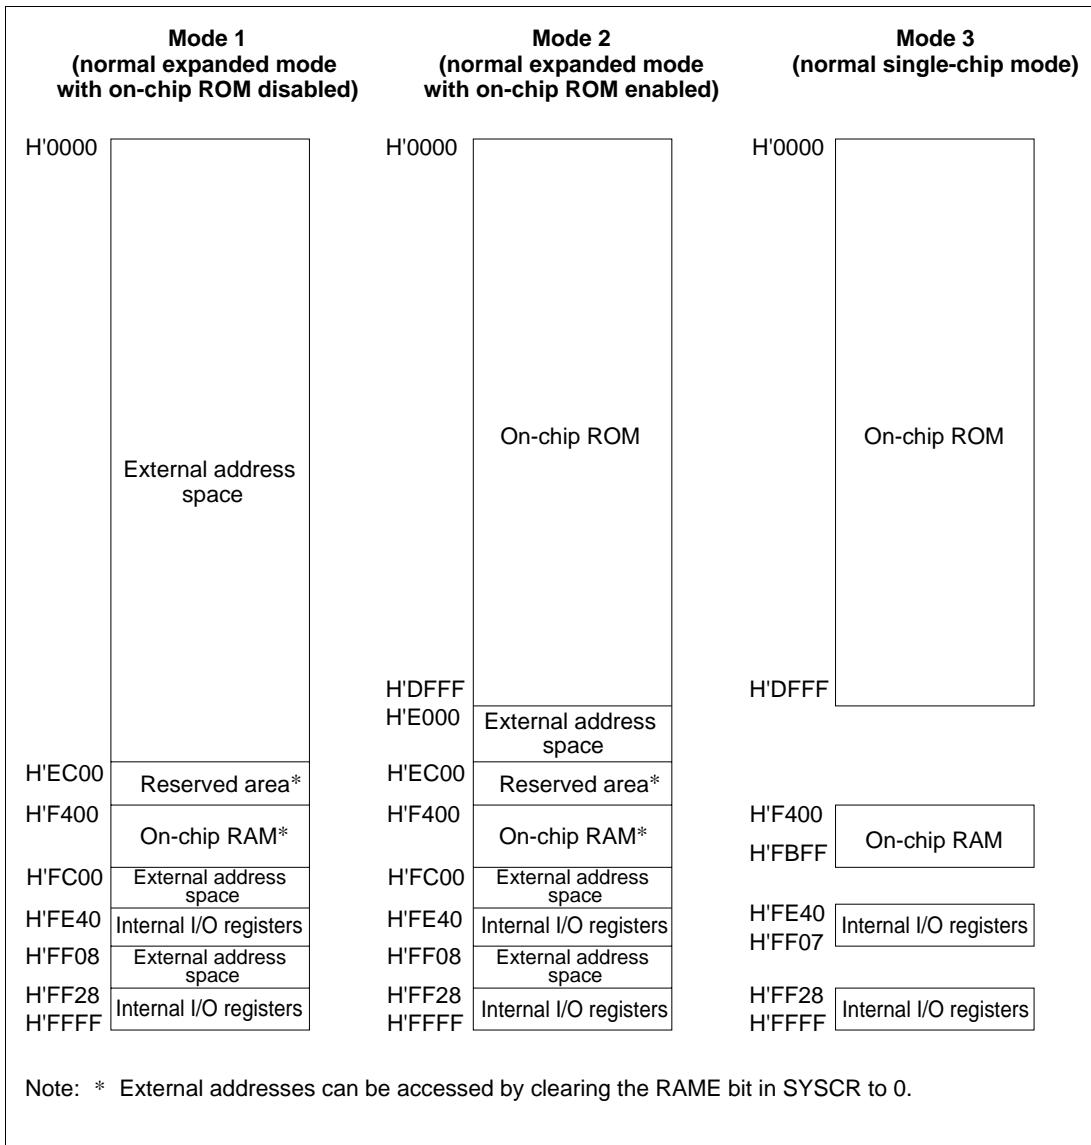 Mode 1
(normal expanded mode
with on-chip ROM disabled)
H'0000
External address
space
H'EC00
Reserved area*
H'F400
On-chip RAM*
H'FC00
External address
space
H'FE40
Internal I/O registers
H'FF08
External address
space
H'FF28
Internal I/O registers
H'FFFF
Mode 2
(normal expanded mode
with on-chip ROM enabled)
H'0000
On-chip ROM
H'DFFF
H'E000
External address
space
H'EC00
Reserved area*
H'F400
On-chip RAM*
H'FC00
External address
space
H'FE40
Internal I/O registers
H'FF08
External address
space
H'FF28
Internal I/O registers
H'FFFF
Mode 3
(normal single-chip mode)
H'0000
On-chip ROM
H'DFFF
H'F400
On-chip RAM
H'FBFF
H'FE40
Internal I/O registers
H'FF07
H'FF28
Internal I/O registers
H'FFFF
Note: * External addresses can be accessed by clearing the RAME bit in SYSCR to 0.